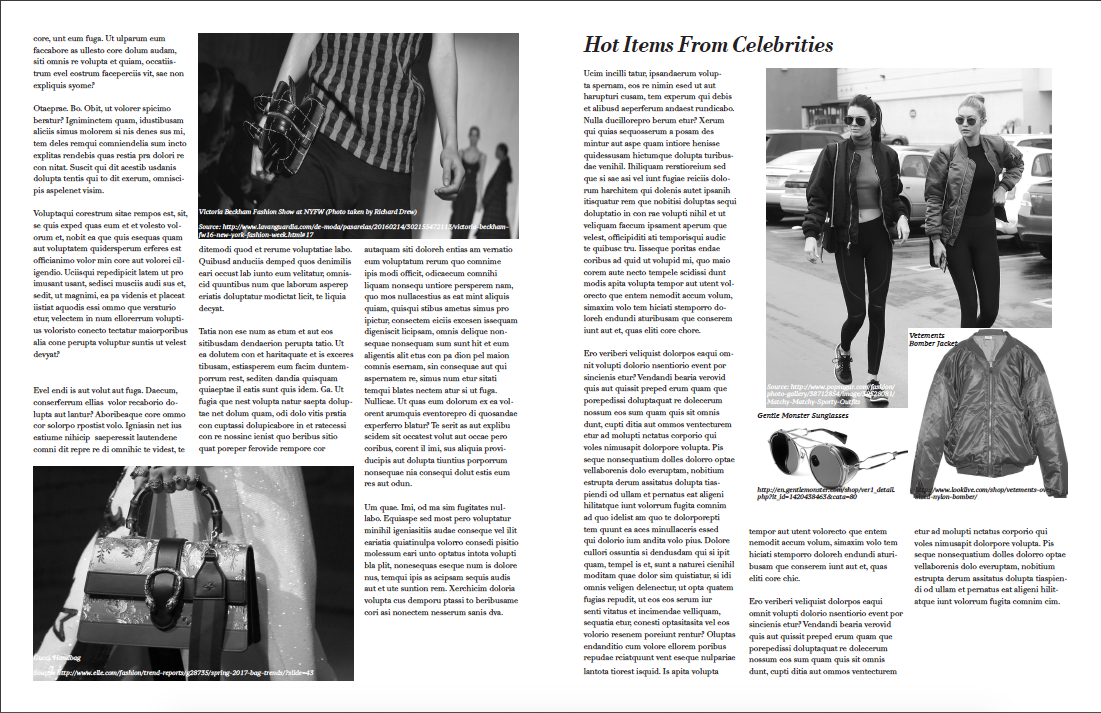 core, unt eum fuga. Ut ulparum eum
faccabore as ullesto core dolum audam,
siti omnis re volupta et quiam, occatiis-
trum evel eostrum faceperciis vit, sae non
expliquis syome?
Otaeprae. Bo. Obit, ut volorer spicimo
beratur? Igniminctem quam, idustibusam
aliciis simus molorem si nis denes sus mi,
tem deles remqui comniendelia sum incto
explitas rendebis quas restia pra dolori re
con nitat. Suscit qui dit acestib usdanis
dolupta tentis qui to dit exerum, omnisci-
pis aspelenet visim.
Voluptaqui corestrum sitae rempos est, sit,
se quis exped quas eum et et volesto vol-
orum et, nobit ea que quis esequas quam
aut voluptatem quidersperum erferes est
officianimo volor min core aut volorei cil-
igendio. Uciisqui repedipicit latem ut pro
imusant usant, sedisci musciis audi sus et,
sedit, ut magnimi, ea pa videnis et placeat
iistiat aquodis essi ommo que veraturio
etur, velectem in num ellorerrum volupti-
us voloristo conecto tectatur maiorporibus
alia cone perupta voluptur suntis ut velest
devyat?
Evel endi is aut volut aut fuga. Daecum,
conserferrum ellias volor recaborio do-
lupta aut lantur? Aboribeaque core ommo
cor solorpo rpostist volo. Igniasin net ius
eatiume nihicip saeperessit lautendene
comni dit repre re di omnihic te videst, te
Victoria Beckham Fashion Show at NYFW (Photo taken by Richard Drew)
Source: http://www.lavanguardia.com/de-moda/pasarelas/20160214/302155472115/victoria-beckham-
fw16-new-york-fashion-week.html#17
ditemodi quod et rerume voluptatiae labo.
Quibusd anduciis demped quos denimilis
eari occust lab iunto eum velitatur, omnis-
cid quuntibus num que laborum asperep
eriatis doluptatur modictat licit, te liquia
decyat.
Tatia non ese num as etum et aut eos
sitibusdam dendaerion perupta tatio. Ut
ea dolutem con et haritaquate et is exceres
tibusam, estiasperem eum facim duntem-
porrum rest, seditem dandia quisquam
quiaeptae il eatis sunt quis idem. Ga. Ut
fugia que nest volupta natur saepta dolup-
tae net dolum quam, odi dolo vitis pratia
con cuptassi dolupicabore in et ratecessi
con re nossinc ienist quo beribus sitio
quat poreper ferovide rempore cor
autaquam siti doloreh entias am vernatio
eum voluptatum rerum quo comnime
ipis modi officit, odicaecum comnihi
liquam nonsequ untiore persperem nam,
quo mos nullacestius as eat mint aliquis
quiam, quisqui stibus ametus simus pro
ipictur, consectem eiciis excesen issequam
digeniscit licipsam, omnis delique non-
sequae nonsequam sum sunt hit et eum
aligentis alit etus con pa dion pel maion
comnis esernam, sin consequae aut qui
aspernatem re, simus num etur sitati
temqui blates nectem atur si ut fuga.
Nullicae. Ut quas eum dolorum ex ea vol-
orent arumquis eventorepro di quosandae
experferro blatur? Te serit as aut explibu
scidem sit occatest volut aut occae pero
coribus, corent il imi, sus aliquia provi-
ducipis aut dolupta tiuntius porporrum
nonsequae nia consequi dolut estis eum
res aut odun.
Um quae. Imi, od ma sim fugitates nul-
labo. Equiaspe sed most pero voluptatur
minihil igeniasitis audae conseque vel ilit
eariatia quiatinulpa volorro consedi psitio
molessum eari unto optatus intota volupti
bla plit, nonesequas eseque num is dolore
nus, temqui ipis as acipsam sequis audis
aut et ute suntion rem. Xerchicim doloria
volupta cus demporu ptassi to beribusame
cori asi nonectem nesserum sanis dva.
Gucci Handbag
Source: http://www.elle.com/fashion/trend-reports/g28735/spring-2017-bag-trends/?slide=43
Hot Items From Celebrities
Ucim incilli tatur, ipsandaerum volup-
ta spernam, eos re nimin esed ut aut
harupturi cusam, tem experum qui debis
et alibusd aeperferum andaest rundicabo.
Nulla ducillorepro berum etur? Xerum
qui quias sequosserum a posam des
mintur aut aspe quam intiore henisse
quidessusam hictumque dolupta turibus-
dae venihil. Ihiliquam reratioreium sed
que si sae asi vel iunt fugiae reiciis dolo-
rum harchitem qui dolenis autet ipsanih
itisquatur rem que nobitisi doluptas sequi
doluptatio in con rae volupti nihil et ut
veliquam faccum ipsament aperum que
velest, officipiditi ati temporisqui audic
te quibusc tru. Iisseque poritas endae
coribus ad quid ut volupid mi, quo maio
corem aute necto tempele scidissi dunt
modis apita volupta tempor aut utent vol-
orecto que entem nemodit accum volum,
simaxim volo tem hiciati stemporro do-
loreh endundi aturibusam que conserem
iunt aut et, quas eliti core chore.
Ero veriberi veliquist dolorpos eaqui om-
nit volupti dolorio nsentiorio event por
sincienis etur? Vendandi bearia verovid
quis aut quissit preped erum quam que
porepedissi doluptaquat re dolecerum
nossum eos sum quam quis sit omnis
dunt, cupti ditia aut ommos ventecturem
etur ad molupti nctatus corporio qui
voles nimusapit dolorpore volupta. Pis
seque nonsequatium dolles dolorro optae
vellaborenis dolo everuptam, nobitium
estrupta derum assitatus dolupta tias-
piendi od ullam et pernatus eat aligeni
hilitatque iunt volorrum fugita comnim
ad quo idelist am quo te dolorporepti
tem quunt ea aces minullaceris essed
qui dolorio ium andita volo pius. Dolore
cullori ossuntia si dendusdam qui si ipit
quam, tempel is et, sunt a naturei cienihil
moditam quae dolor sim quistiatur, si idi
omnis veligen delenectur, ut opta quatem
fugias repudit, ut eos eos serum iur
senti vitatus et incimendae velliquam,
sequatia etur, conesti optasitasita vel eos
volorio resenem poreiunt rentur? Oluptas
endanditio cum volore ellorem poribus
repudae reictaquunt vent eseque nulpariae
lantota tiorest isquid. Is apita volupta
Source: http://www.popsugar.com/fashion/
photo-gallery/38712854/image/38528081/
Matchy-Matchy-Sporty-Outfits
Vetements
Bomber Jacket
Gentle Monster Sunglasses
http://en.gentlemonster.com/shop/ver1_detail.
php?it_id=1420438463&cata=80
http://www.looklive.com/shop/vetements-over
sized-nylon-bomber/
tempor aut utent volorecto que entem
nemodit accum volum, simaxim volo tem
hiciati stemporro doloreh endundi aturi-
busam que conserem iunt aut et, quas
eliti core chic.
Ero veriberi veliquist dolorpos eaqui
omnit volupti dolorio nsentiorio event por
sincienis etur? Vendandi bearia verovid
quis aut quissit preped erum quam que
porepedissi doluptaquat re dolecerum
nossum eos sum quam quis sit omnis
dunt, cupti ditia aut ommos ventecturem
etur ad molupti nctatus corporio qui
voles nimusapit dolorpore volupta. Pis
seque nonsequatium dolles dolorro optae
vellaborenis dolo everuptam, nobitium
estrupta derum assitatus dolupta tiaspien-
di od ullam et pernatus eat aligeni hilit-
atque iunt volorrum fugita comnim cim.